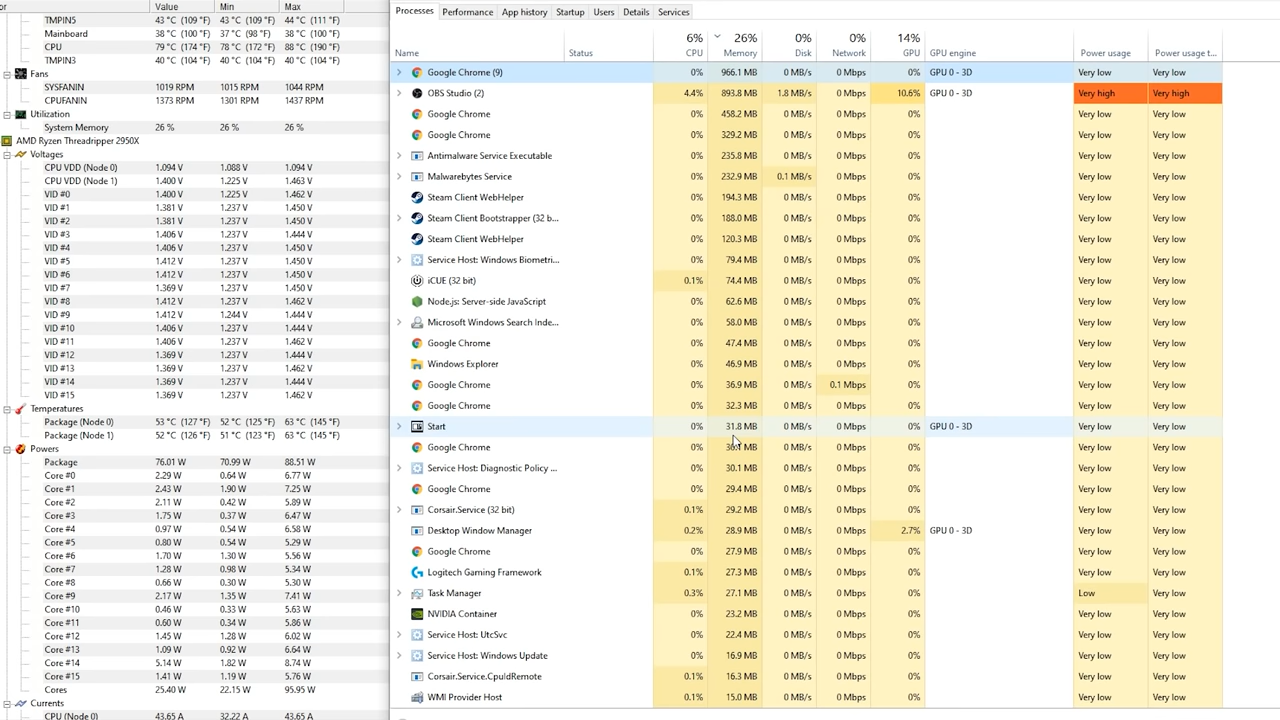 or Value Min Max
TMPIN5 43 °C (109 °F) 43 °C (109 °F) 44 °C (111 °F)
Mainboard 38 °C (100 °F) 37 °C (98 °F) 38 °C (100 °F)
CPU 79 °C (174 °F) 78 °C (172 °F) 88 °C (190 °F)
TMPIN3 40 °C (104 °F) 40 °C (104 °F) 40 °C (104 °F)
Fans
SYSFANIN 1019 RPM 1015 RPM 1044 RPM
CPUFANIN 1373 RPM 1301 RPM 1437 RPM
Utilization
System Memory 26 % 26 % 26 %
AMD Ryzen Threadripper 2950X
Voltages
CPU VDD (Node 0) 1.094 V 1.088 V 1.094 V
CPU VDD (Node 1) 1.400 V 1.225 V 1.463 V
VID #0 1.400 V 1.225 V 1.462 V
VID #1 1.381 V 1.237 V 1.450 V
VID #2 1.381 V 1.237 V 1.450 V
VID #3 1.406 V 1.237 V 1.444 V
VID #4 1.406 V 1.237 V 1.450 V
VID #5 1.412 V 1.237 V 1.462 V
VID #6 1.412 V 1.237 V 1.450 V
VID #7 1.369 V 1.237 V 1.450 V
VID #8 1.412 V 1.237 V 1.462 V
VID #9 1.412 V 1.244 V 1.444 V
VID #10 1.406 V 1.237 V 1.444 V
VID #11 1.406 V 1.237 V 1.462 V
VID #12 1.369 V 1.237 V 1.444 V
VID #13 1.369 V 1.237 V 1.462 V
VID #14 1.369 V 1.237 V 1.444 V
VID #15 1.369 V 1.237 V 1.462 V
Temperatures
Package (Node 0) 53 °C (127 °F) 52 °C (125 °F) 63 °C (145 °F)
Package (Node 1) 52 °C (126 °F) 51 °C (123 °F) 63 °C (145 °F)
Powers
Package 76.01 W 70.99 W 88.51 W
Core #0 2.29 W 0.64 W 6.77 W
Core #1 2.43 W 1.90 W 7.25 W
Core #2 2.11 W 0.42 W 5.89 W
Core #3 1.75 W 0.37 W 6.47 W
Core #4 0.97 W 0.54 W 6.58 W
Core #5 0.80 W 0.54 W 5.29 W
Core #6 1.70 W 1.30 W 5.56 W
Core #7 1.28 W 0.98 W 5.34 W
Core #8 0.66 W 0.30 W 5.30 W
Core #9 2.17 W 1.35 W 7.41 W
Core #10 0.46 W 0.33 W 5.63 W
Core #11 0.60 W 0.34 W 5.86 W
Core #12 1.45 W 1.28 W 6.02 W
Core #13 1.09 W 0.92 W 6.64 W
Core #14 5.14 W 1.82 W 8.74 W
Core #15 1.41 W 1.19 W 5.76 W
Cores 25.40 W 22.15 W 95.95 W
Currents
CPU (Node 0) 43.65 A 32.22 A 43.65 A
Processes Performance App history Startup Users Details Services
6% 26% 0% 0% 14%
Name Status CPU Memory Disk Network GPU GPU engine Power usage Power usage t...
Google Chrome (9) 0% 966.1 MB 0 MB/s 0 Mbps 0% GPU 0 - 3D Very low Very low
OBS Studio (2) 4.4% 893.8 MB 1.8 MB/s 0 Mbps 10.6% GPU 0 - 3D Very high Very high
Google Chrome 0% 458.2 MB 0 MB/s 0 Mbps 0% Very low Very low
Google Chrome 0% 329.2 MB 0 MB/s 0 Mbps 0% Very low Very low
Antimalware Service Executable 0% 235.8 MB 0 MB/s 0 Mbps 0% Very low Very low
Malwarebytes Service 0% 232.9 MB 0.1 MB/s 0 Mbps 0% Very low Very low
Steam Client WebHelper 0% 194.3 MB 0 MB/s 0 Mbps 0% Very low Very low
Steam Client Bootstrapper (32 b... 0% 188.0 MB 0 MB/s 0 Mbps 0% Very low Very low
Steam Client WebHelper 0% 120.3 MB 0 MB/s 0 Mbps 0% Very low Very low
Service Host: Windows Biometri... 0% 79.4 MB 0 MB/s 0 Mbps 0% Very low Very low
iCUE (32 bit) 0.1% 74.4 MB 0 MB/s 0 Mbps 0% Very low Very low
Node.js: Server-side JavaScript 0% 62.6 MB 0 MB/s 0 Mbps 0% Very low Very low
Microsoft Windows Search Inde... 0% 58.0 MB 0 MB/s 0 Mbps 0% Very low Very low
Google Chrome 0% 47.4 MB 0 MB/s 0 Mbps 0% Very low Very low
Windows Explorer 0% 46.9 MB 0 MB/s 0 Mbps 0% Very low Very low
Google Chrome 0% 36.9 MB 0 MB/s 0.1 Mbps 0% Very low Very low
Google Chrome 0% 32.3 MB 0 MB/s 0 Mbps 0% Very low Very low
Start 0% 31.8 MB 0 MB/s 0 Mbps 0% GPU 0 - 3D Very low Very low
Google Chrome 0% MB 0 MB/s 0 Mbps 0% Very low Very low
Service Host: Diagnostic Policy ... 0% 30.1 MB 0 MB/s 0 Mbps 0% Very low Very low
Google Chrome 0% 29.4 MB 0 MB/s 0 Mbps 0% Very low Very low
Corsair.Service (32 bit) 0.1% 29.2 MB 0 MB/s 0 Mbps 0% Very low Very low
Desktop Window Manager 0.2% 28.9 MB 0 MB/s 0 Mbps 2.7% GPU 0 - 3D Very low Very low
Google Chrome 0% 27.9 MB 0 MB/s 0 Mbps 0% Very low Very low
Logitech Gaming Framework 0.1% 27.3 MB 0 MB/s 0 Mbps 0% Very low Very low
Task Manager 0.3% 27.1 MB 0 MB/s 0 Mbps 0% Low Very low
NVIDIA Container 0% 23.2 MB 0 MB/s 0 Mbps 0% Very low Very low
Service Host: UtcSvc 0% 22.4 MB 0 MB/s 0 Mbps 0% Very low Very low
Service Host: Windows Update 0% 16.9 MB 0 MB/s 0 Mbps 0% Very low Very low
Corsair.Service.CpuIdRemote 0.1% 16.3 MB 0 MB/s 0 Mbps 0% Very low Very low
WMI Provider Host 0.1% 15.0 MB 0 MB/s 0 Mbps 0% Very low Very low